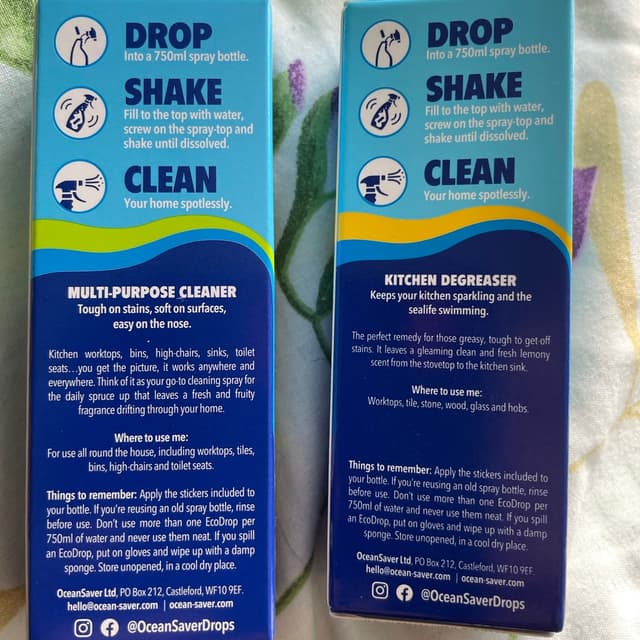 DROP
Into a 750ml spray bottle.
SHAKE
Fill to the top with water,
screw on the spray-top and
shake until dissolved.
CLEAN
Your home spotlessly.
MULTI-PURPOSE CLEANER
Tough on stains, soft on surfaces,
easy on the nose.
Kitchen worktops, bins, high-chairs, sinks, toilet
seats...you get the picture, it works anywhere and
everywhere. Think of it as your go-to cleaning spray for
the daily spruce up that leaves a fresh and fruity
fragrance drifting through your home.
Where to use me:
For use all round the house, including worktops, tiles,
bins, high-chairs and toilet seats.
Things to remember: Apply the stickers included to
your bottle. If you're reusing an old spray bottle, rinse
before use. Don't use more than one EcoDrop per
750ml of water and never use them neat. If you spill
an EcoDrop, put on gloves and wipe up with a damp
sponge. Store unopened, in a cool dry place.
OceanSaver Ltd, PO Box 212, Castleford, WF10 9EF.
hello@ocean-saver.com | ocean-saver.com
@OceanSaverDrops
DROP
Into a 750ml spray bottle.
SHAKE
Fill to the top with water,
screw on the spray-top and
shake until dissolved.
CLEAN
Your home spotlessly.
KITCHEN DEGREASER
Keeps your kitchen sparkling and the
sealife swimming.
The perfect remedy for those greasy, tough to get-off
stains. It leaves a gleaming clean and fresh lemony
scent from the stovetop to the kitchen sink.
Where to use me:
Worktops, tile, stone, wood, glass and hobs.
Things to remember: Apply the stickers included to
your bottle. If you're reusing an old spray bottle, rinse
before use. Don't use more than one EcoDrop per
750ml of water and never use them neat. If you spill
an EcoDrop, put on gloves and wipe up with a damp
sponge. Store unopened, in a cool dry place.
OceanSaver Ltd, PO Box 212, Castleford, WF10 9EF.
hello@ocean-saver.com | ocean-saver.com
@OceanSaverDrops